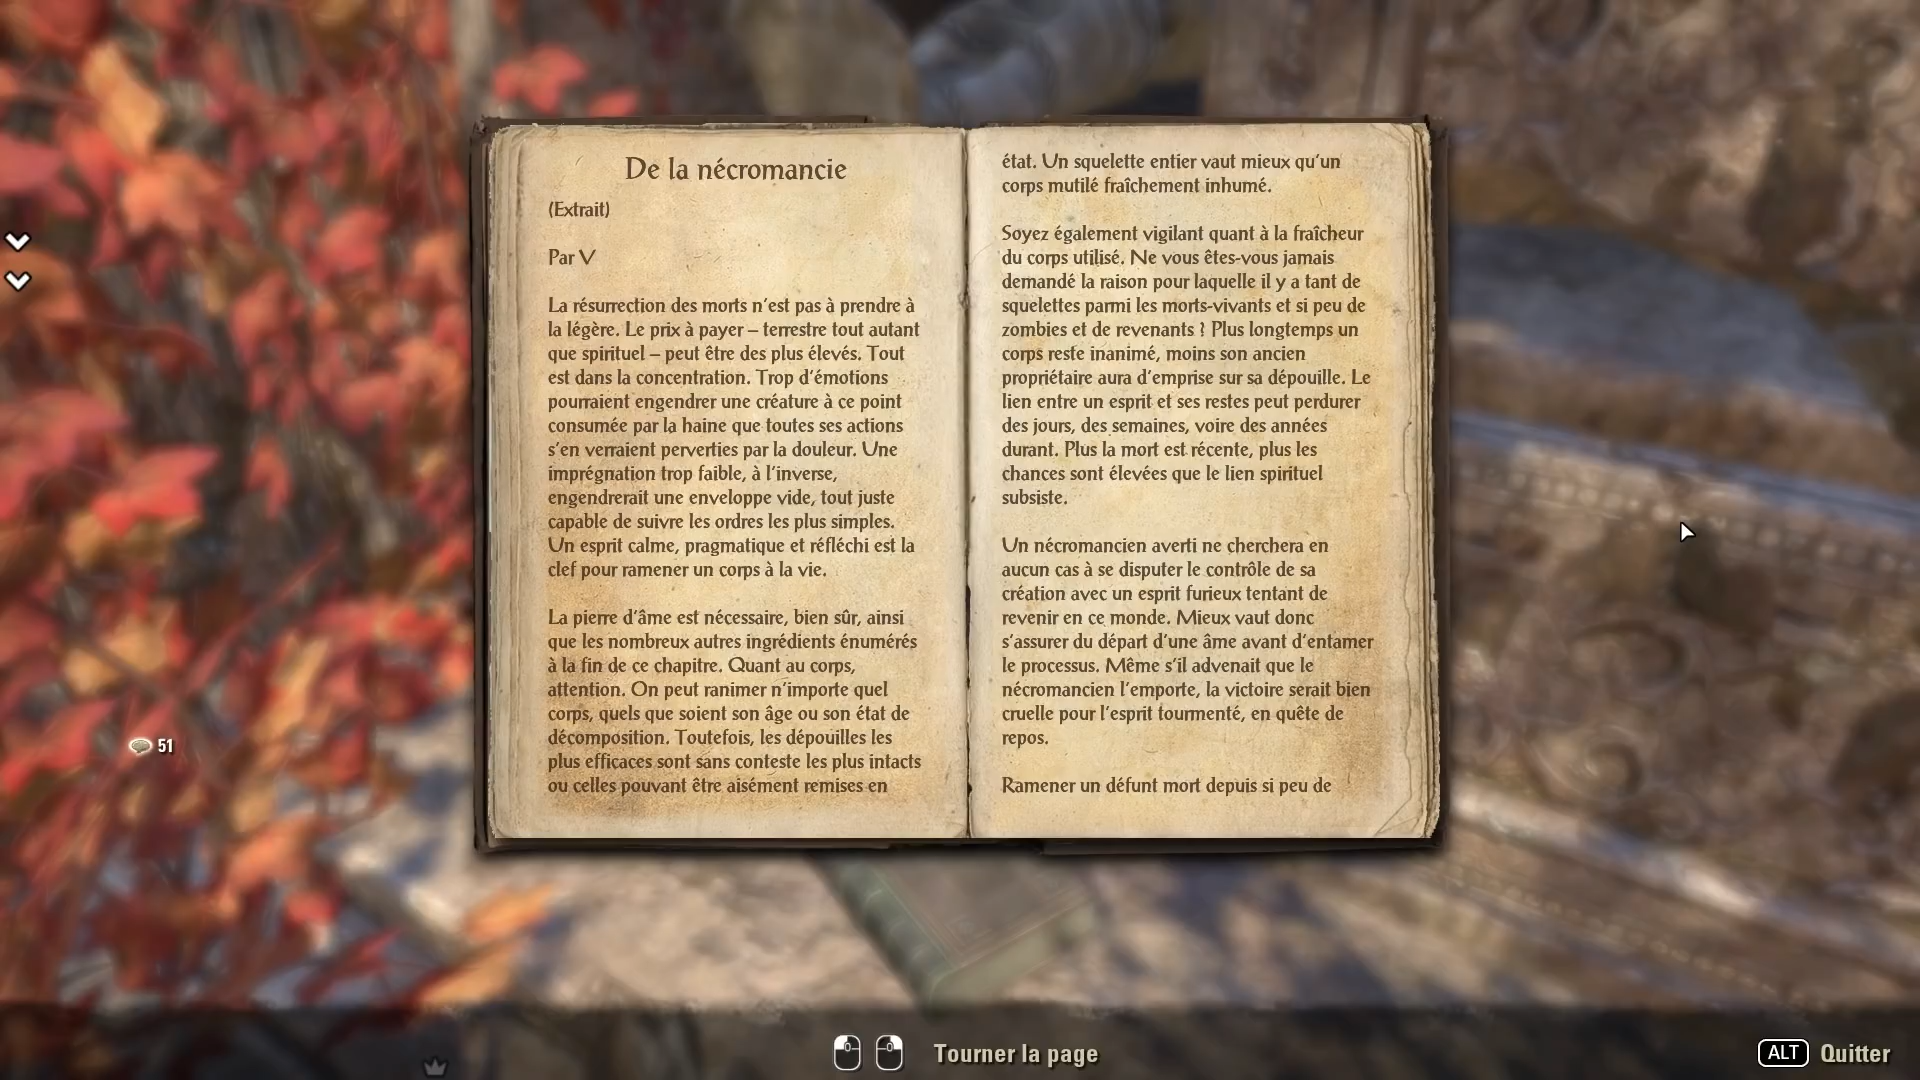 De la nécromancie
(Extrait)
Par V
La résurrection des morts n'est pas à prendre à
la légère. Le prix à payer – terrestre tout autant
que spirituel – peut être des plus élevés. Tout
est dans la concentration. Trop d'émotions
pourraient engendrer une créature à ce point
consumée par la haine que toutes ses actions
s'en verraient perverties par la douleur. Une
imprégnation trop faible, à l'inverse,
engendrerait une enveloppe vide, tout juste
capable de suivre les ordres les plus simples.
Un esprit calme, pragmatique et réfléchi est la
clef pour ramener un corps à la vie.
La pierre d'âme est nécessaire, bien sûr, ainsi
que les nombreux autres ingrédients énumérés
à la fin de ce chapitre. Quant au corps,
attention. On peut ranimer n'importe quel
corps, quels que soient son âge ou son état de
décomposition. Toutefois, les dépouilles les
plus efficaces sont sans conteste les plus intacts
ou celles pouvant être aisément remises en
état. Un squelette entier vaut mieux qu'un
corps mutilé fraîchement inhumé.
Soyez également vigilant quant à la fraîcheur
du corps utilisé. Ne vous êtes-vous jamais
demandé la raison pour laquelle il y a tant de
squelettes parmi les morts-vivants et si peu de
zombies et de revenants ? Plus longtemps un
corps reste inanimé, moins son ancien
propriétaire aura d'emprise sur sa dépouille. Le
lien entre un esprit et ses restes peut perdurer
des jours, des semaines, voire des années
durant. Plus la mort est récente, plus les
chances sont élevées que le lien spirituel
subsiste.
Un nécromancien averti ne cherchera en
aucun cas à se disputer le contrôle de sa
création avec un esprit furieux tentant de
revenir en ce monde. Mieux vaut donc
s'assurer du départ d'une âme avant d'entamer
le processus. Même s'il advenait que le
nécromancien l'emporte, la victoire serait bien
cruelle pour l'esprit tourmenté, en quête de
repos.
Ramener un défunt mort depuis si peu de
51
Tourner la page
ALT Quitter